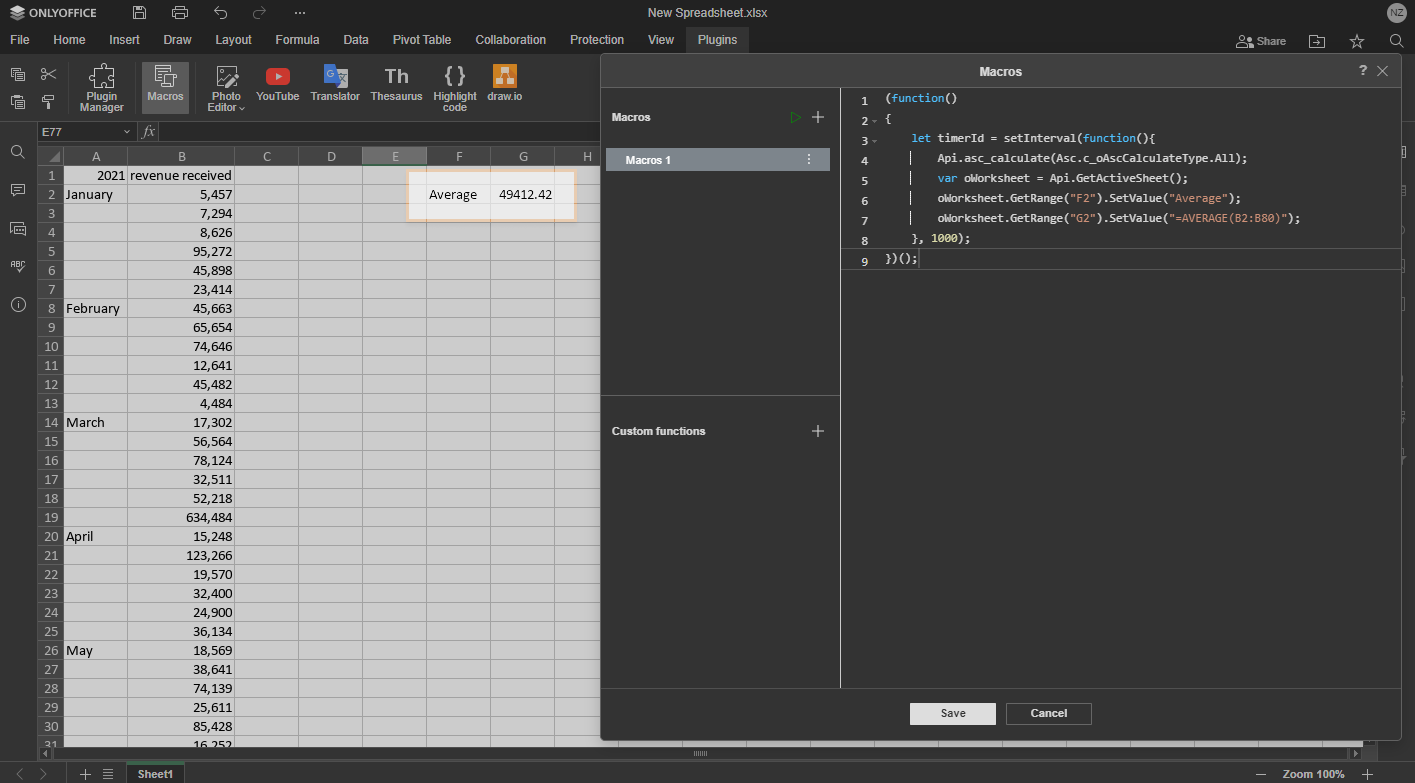 ONLYOFFICE
New Spreadsheet.xlsx
NZ
File Home Insert Draw Layout Formula Data Pivot Table Collaboration Protection View Plugins
Share
Plugin Manager
Macros
Photo Editor
YouTube
Translator
Th
Thesaurus
{ }
Highlight code
draw.io
E77
fx
A B C D E F G H
1 2021 revenue received
2 January 5,457 Average 49412.42
3 7,294
4 8,626
5 95,272
6 45,898
7 23,414
8 February 45,663
9 65,654
10 74,646
11 12,641
12 45,482
13 4,484
14 March 17,302
15 56,564
16 78,124
17 32,511
18 52,218
19 634,484
20 April 15,248
21 123,266
22 19,570
23 32,400
24 24,900
25 36,134
26 May 18,569
27 38,641
28 74,139
29 25,611
30 85,428
31 16,252
Macros
?
Macros
Macros 1
Custom functions
1 (function()
2 {
3 let timerId = setInterval(function(){
4 Api.asc_calculate(Asc.c_oAscCalculateType.All);
5 var oWorksheet = Api.GetActiveSheet();
6 oWorksheet.GetRange("F2").SetValue("Average");
7 oWorksheet.GetRange("G2").SetValue("=AVERAGE(B2:B80)");
8 }, 1000);
9 })();
Save Cancel
ABC
Sheet1
Zoom 100%